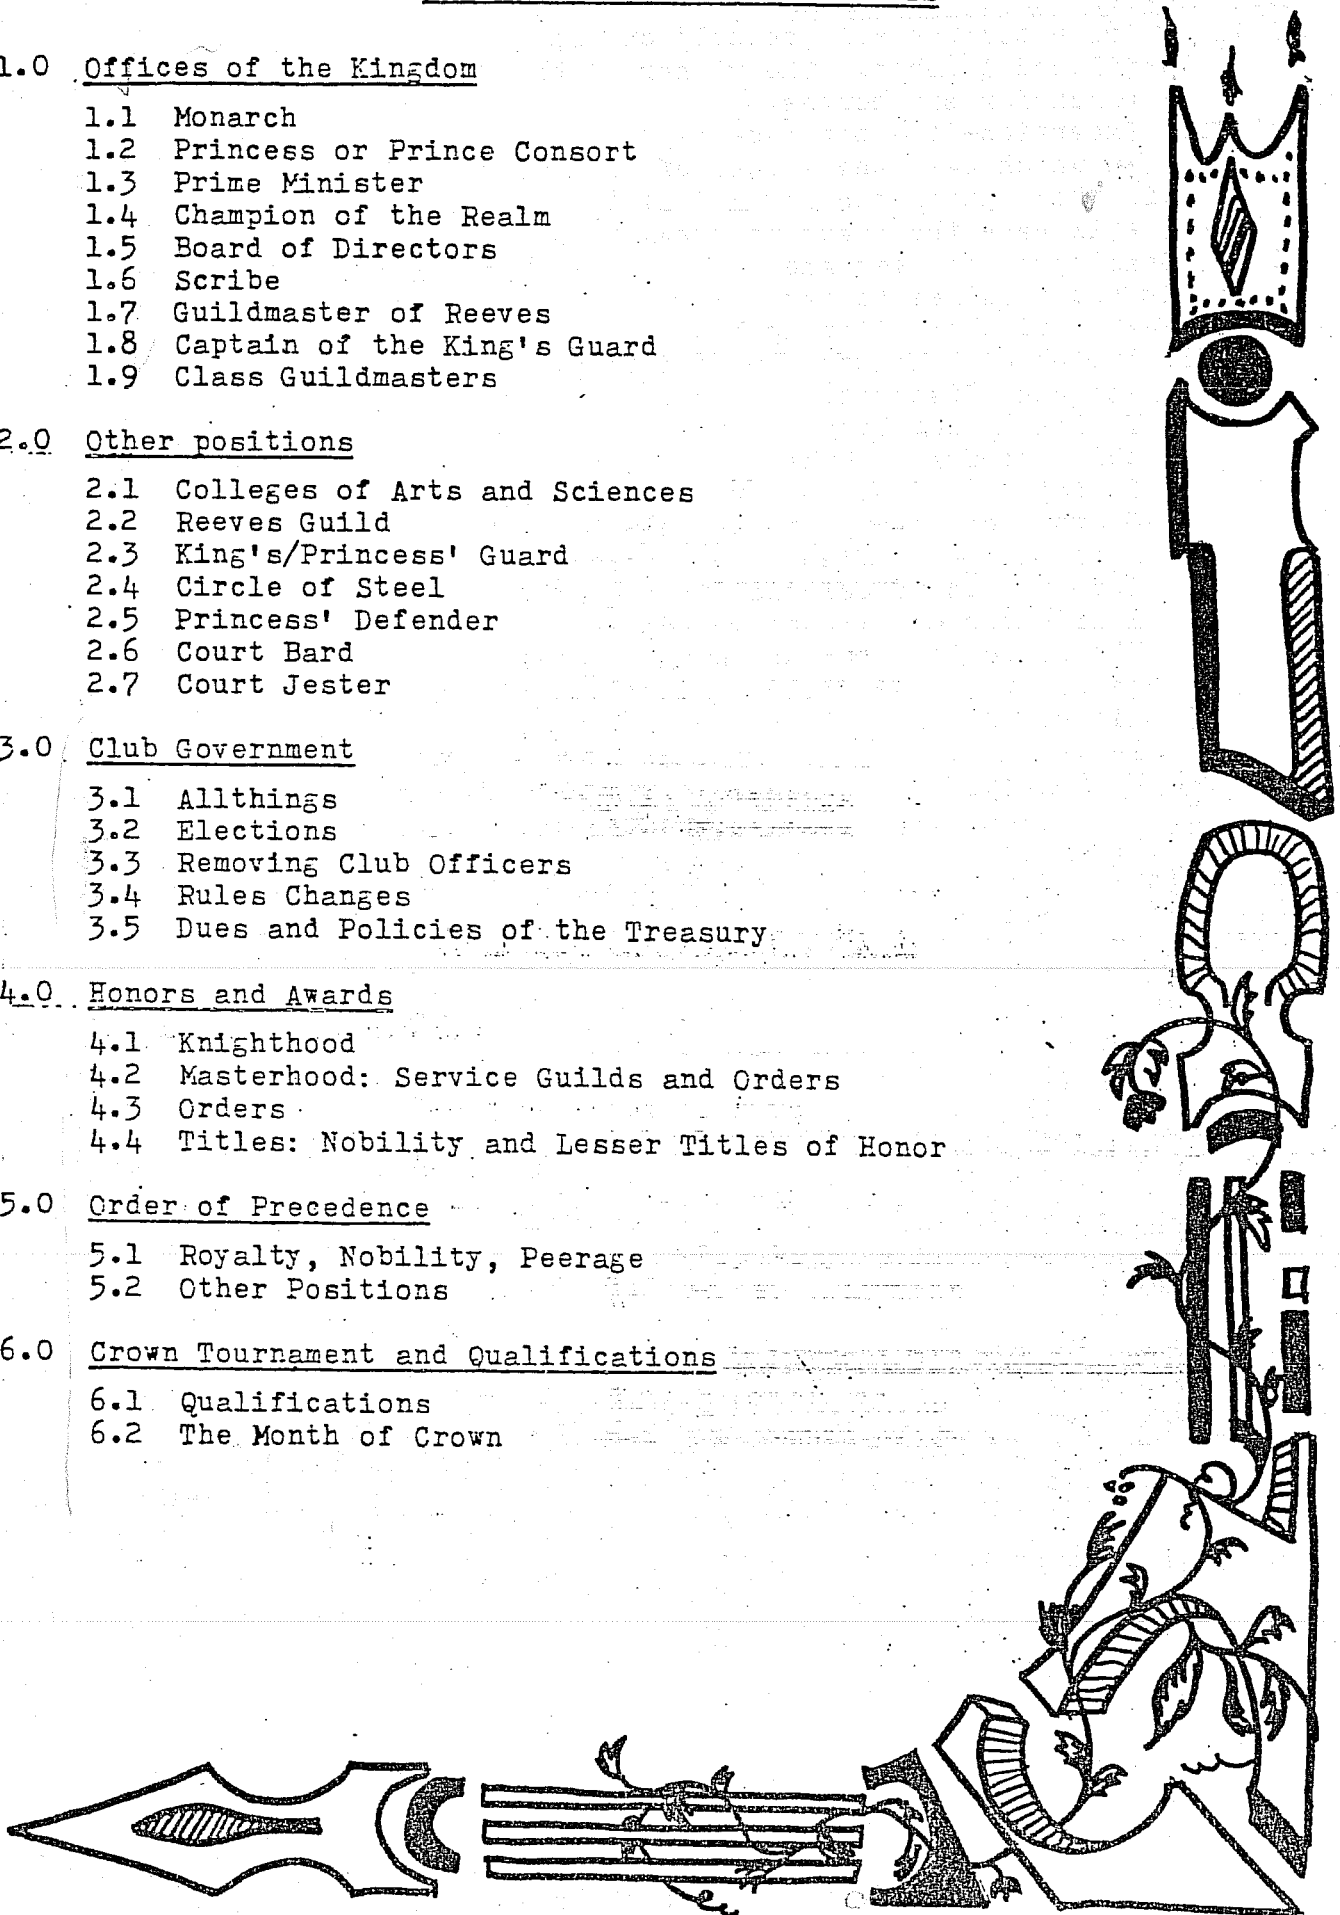 1.0 Offices of the Kingdom
1.1 Monarch
1.2 Princess or Prince Consort
1.3 Prime Minister
1.4 Champion of the Realm
1.5 Board of Directors
1.6 Scribe
1.7 Guildmaster of Reeves
1.8 Captain of the King's Guard
1.9 Class Guildmasters
2.0 Other positions
2.1 Colleges of Arts and Sciences
2.2 Reeves Guild
2.3 King's/Princess' Guard
2.4 Circle of Steel
2.5 Princess' Defender
2.6 Court Bard
2.7 Court Jester
3.0 Club Government
3.1 Allthings
3.2 Elections
3.3 Removing Club Officers
3.4 Rules Changes
3.5 Dues and Policies of the Treasury
4.0 Honors and Awards
4.1 Knighthood
4.2 Masterhood: Service Guilds and Orders
4.3 Orders
4.4 Titles: Nobility and Lesser Titles of Honor
5.0 Order of Precedence
5.1 Royalty, Nobility, Peerage
5.2 Other Positions
6.0 Crown Tournament and Qualifications
6.1 Qualifications
6.2 The Month of Crown